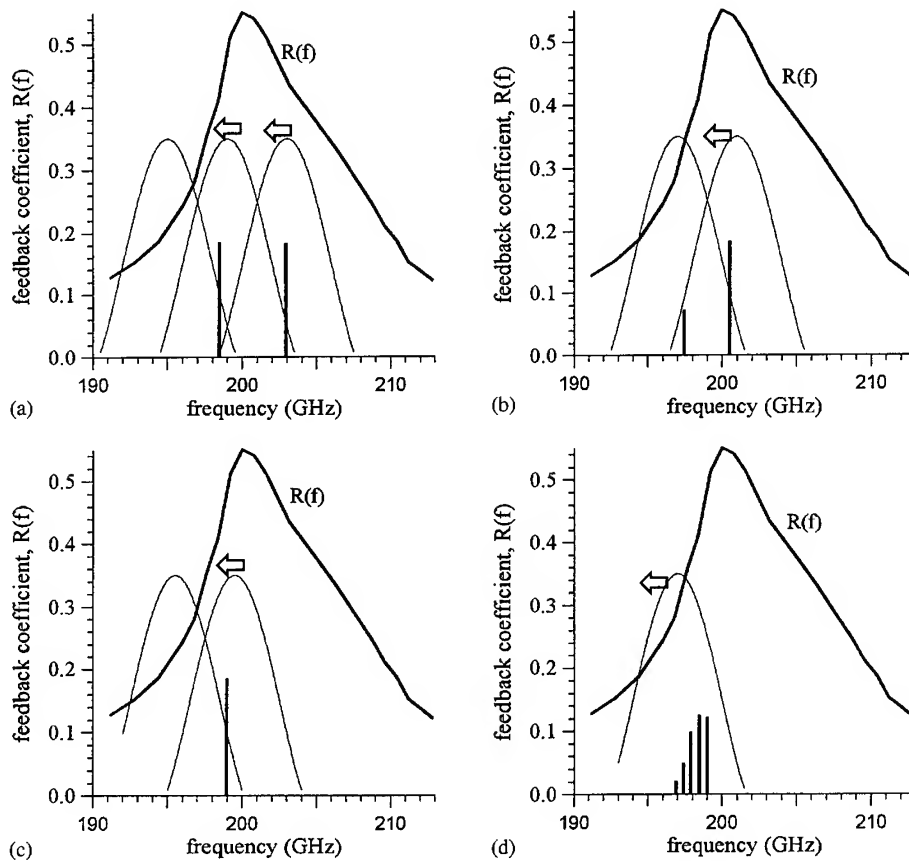 (a)
feedback coefficient, R(f)
0.5
0.4
0.3
0.2
0.1
0.0
R(f)
190
200
210
frequency (GHz)
(b)
feedback coefficient, R(f)
0.5
0.4
0.3
0.2
0.1
0.0
R(f)
190
200
210
frequency (GHz)
(c)
feedback coefficient, R(f)
0.5
0.4
0.3
0.2
0.1
0.0
R(f)
190
200
210
frequency (GHz)
(d)
feedback coefficient, R(f)
0.5
0.4
0.3
0.2
0.1
0.0
R(f)
190
200
210
frequency (GHz)